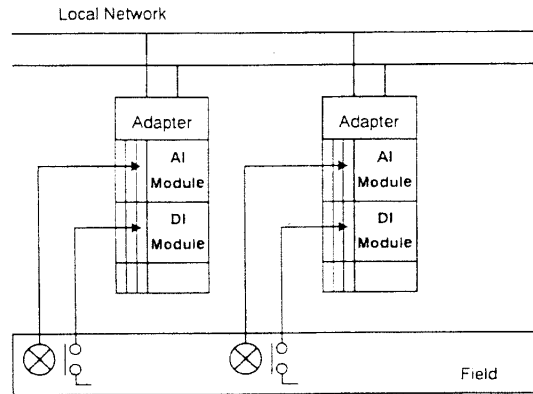 Local Network
Adapter
AI
Module
DI
Module
Adapter
AI
Module
DI
Module
Field